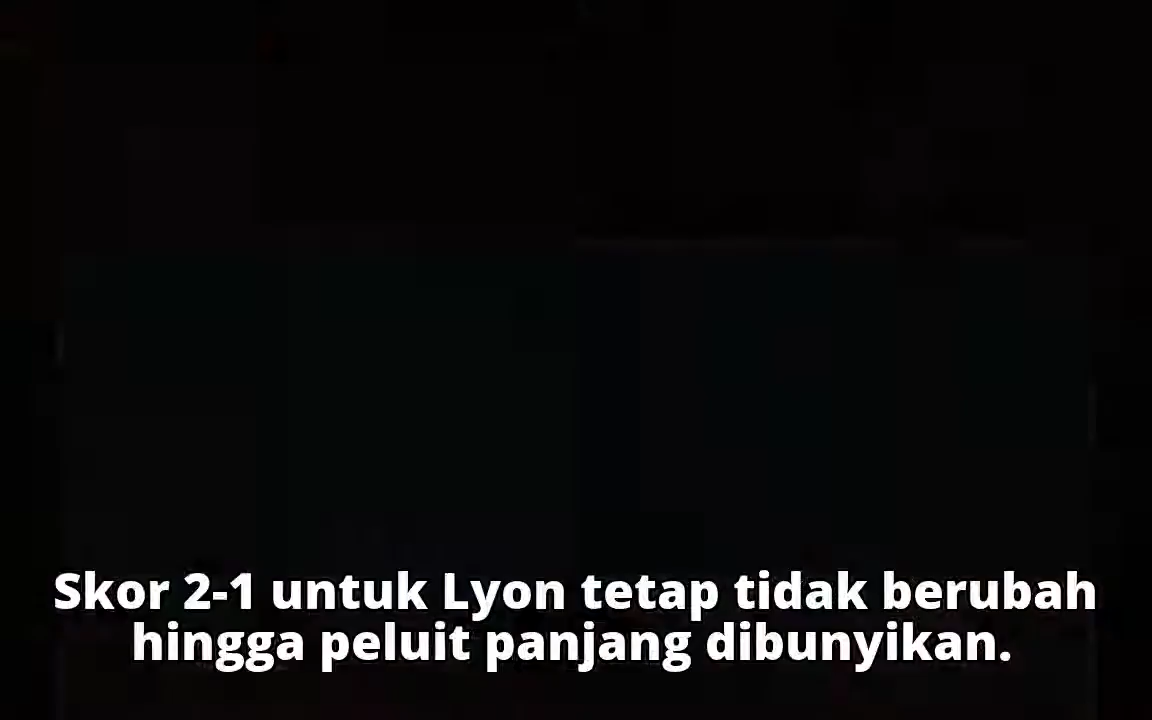 Skor 2-1 untuk Lyon tetap tidak berubah
hingga peluit panjang dibunyikan.